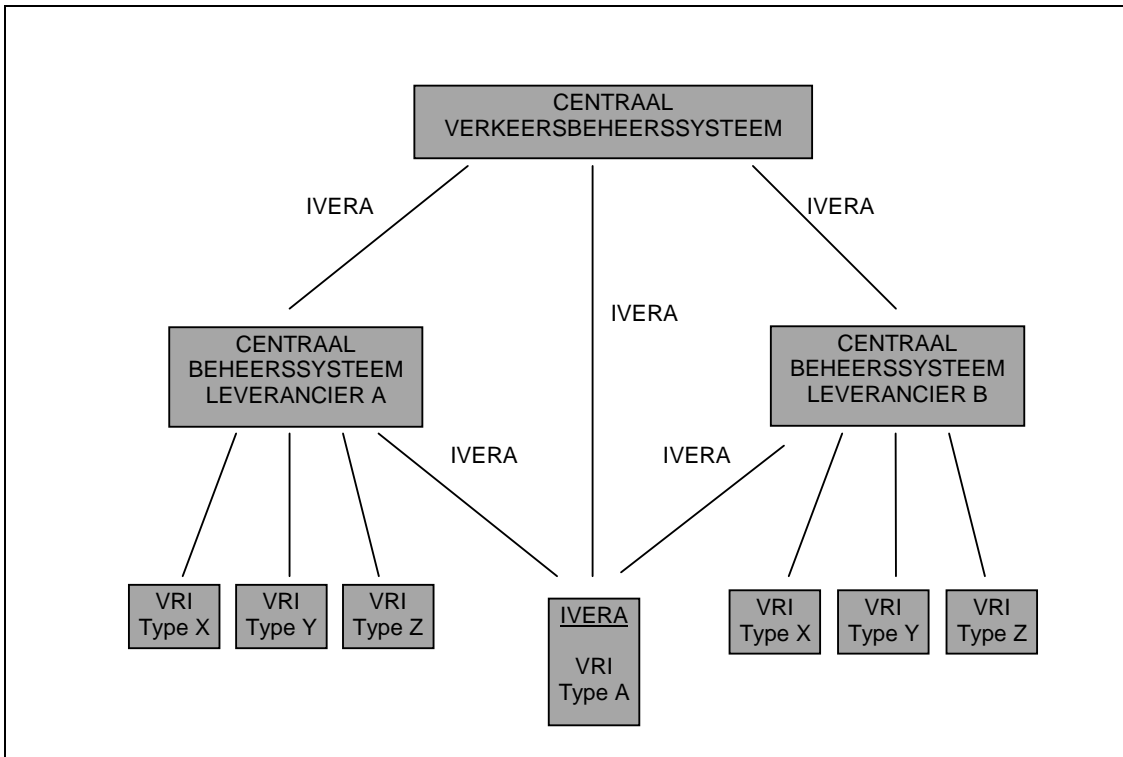 CENTRAAL
VERKEERSBEHEERSSYSTEEM
IVERA
IVERA
IVERA
CENTRAAL
BEHEERSSYSTEEM
LEVERANCIER A
CENTRAAL
BEHEERSSYSTEEM
LEVERANCIER B
IVERA
IVERA
VRI
Type X
VRI
Type Y
VRI
Type Z
IVERA
VRI
Type A
VRI
Type X
VRI
Type Y
VRI
Type Z